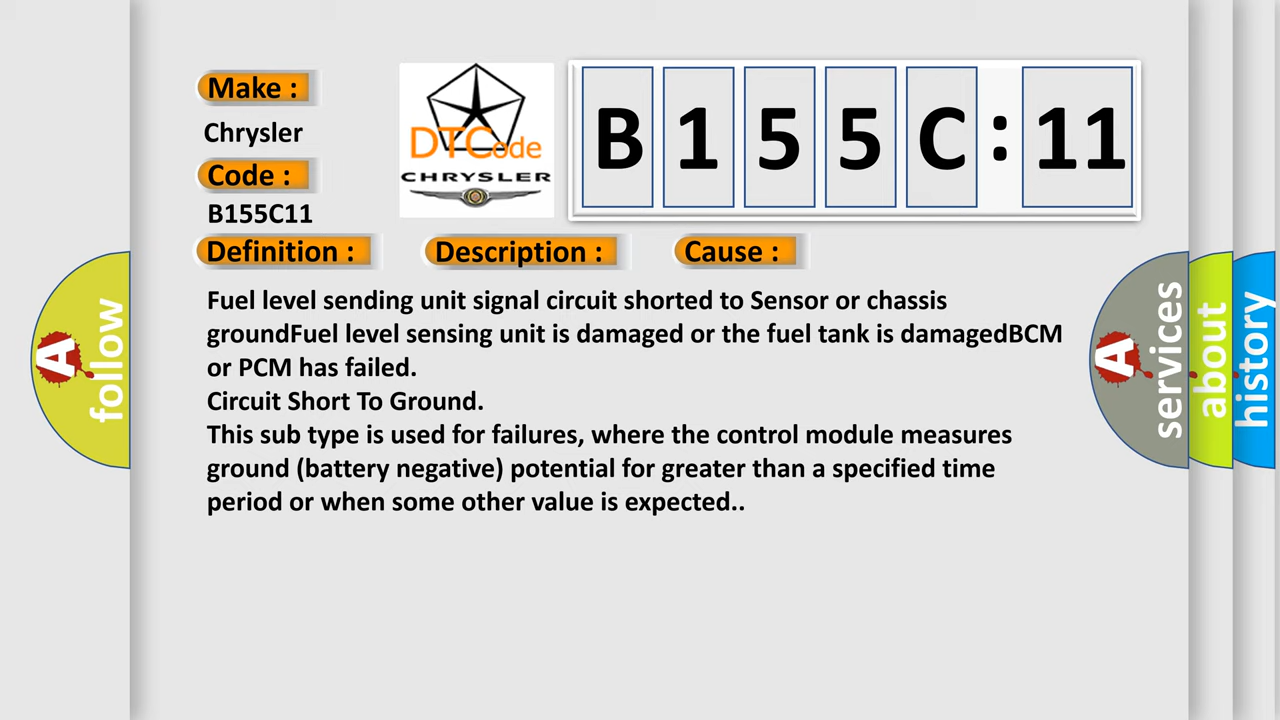 Make :
Chrysler
Code :
B155C11
DTCode
CHRYSLER
B 1 5 5 C : 11
Definition :
Description :
Cause :
Fuel level sending unit signal circuit shorted to Sensor or chassis
groundFuel level sensing unit is damaged or the fuel tank is damagedBCM
or PCM has failed.
Circuit Short To Ground.
This sub type is used for failures, where the control module measures
ground (battery negative) potential for greater than a specified time
period or when some other value is expected..
A follow
A services
about
history